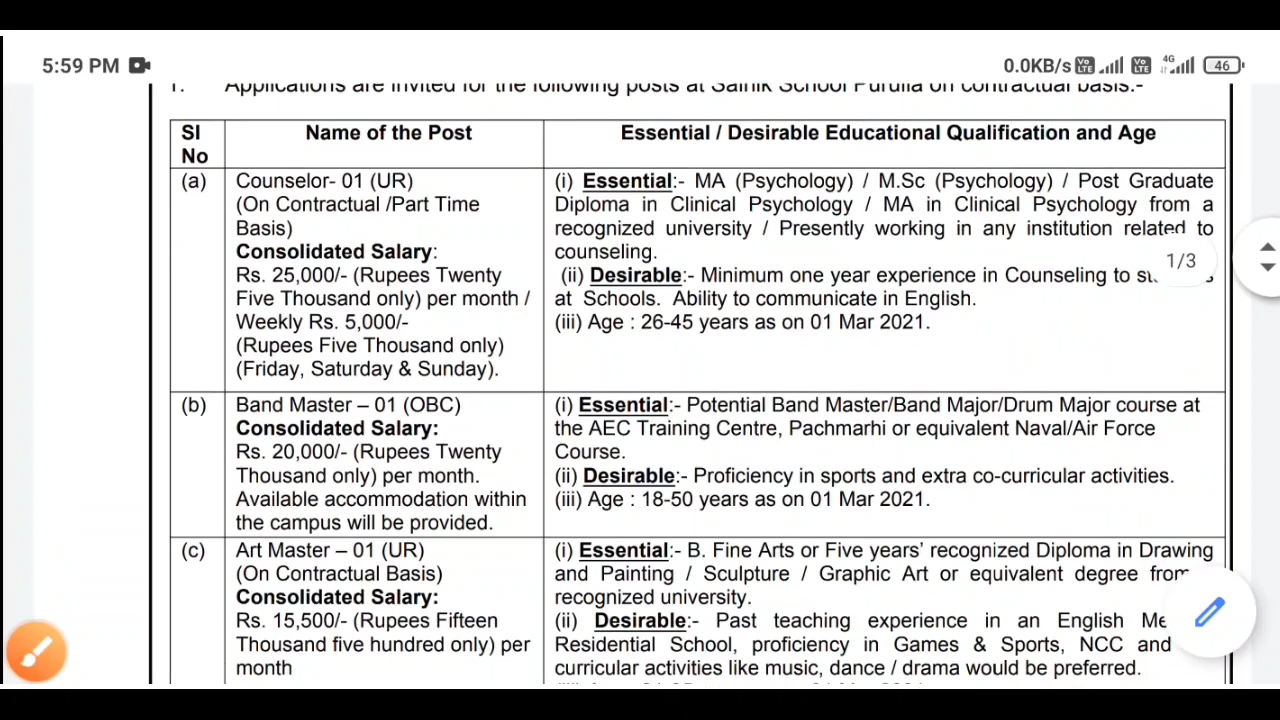 5:59 PM
0.0KB/s Vo LTE Vo LTE 4G 46
1. Applications are invited for the following posts at Sainik School Purulia on contractual basis:-
Sl No
Name of the Post
Essential / Desirable Educational Qualification and Age
(a)
Counselor- 01 (UR)
(On Contractual /Part Time
Basis)
Consolidated Salary:
Rs. 25,000/- (Rupees Twenty
Five Thousand only) per month /
Weekly Rs. 5,000/-
(Rupees Five Thousand only)
(Friday, Saturday & Sunday).
(i) Essential:- MA (Psychology) / M.Sc (Psychology) / Post Graduate
Diploma in Clinical Psychology / MA in Clinical Psychology from a
recognized university / Presently working in any institution related to
counseling.
(ii) Desirable:- Minimum one year experience in Counseling to
at Schools. Ability to communicate in English.
(iii) Age : 26-45 years as on 01 Mar 2021.
1/3
(b)
Band Master – 01 (OBC)
Consolidated Salary:
Rs. 20,000/- (Rupees Twenty
Thousand only) per month.
Available accommodation within
the campus will be provided.
(i) Essential:- Potential Band Master/Band Major/Drum Major course at
the AEC Training Centre, Pachmarhi or equivalent Naval/Air Force
Course.
(ii) Desirable:- Proficiency in sports and extra co-curricular activities.
(iii) Age : 18-50 years as on 01 Mar 2021.
(c)
Art Master – 01 (UR)
(On Contractual Basis)
Consolidated Salary:
Rs. 15,500/- (Rupees Fifteen
Thousand five hundred only) per
month
(i) Essential:- B. Fine Arts or Five years’ recognized Diploma in Drawing
and Painting / Sculpture / Graphic Art or equivalent degree from
recognized university.
(ii) Desirable:- Past teaching experience in an English
Residential School, proficiency in Games & Sports, NCC and
curricular activities like music, dance / drama would be preferred.